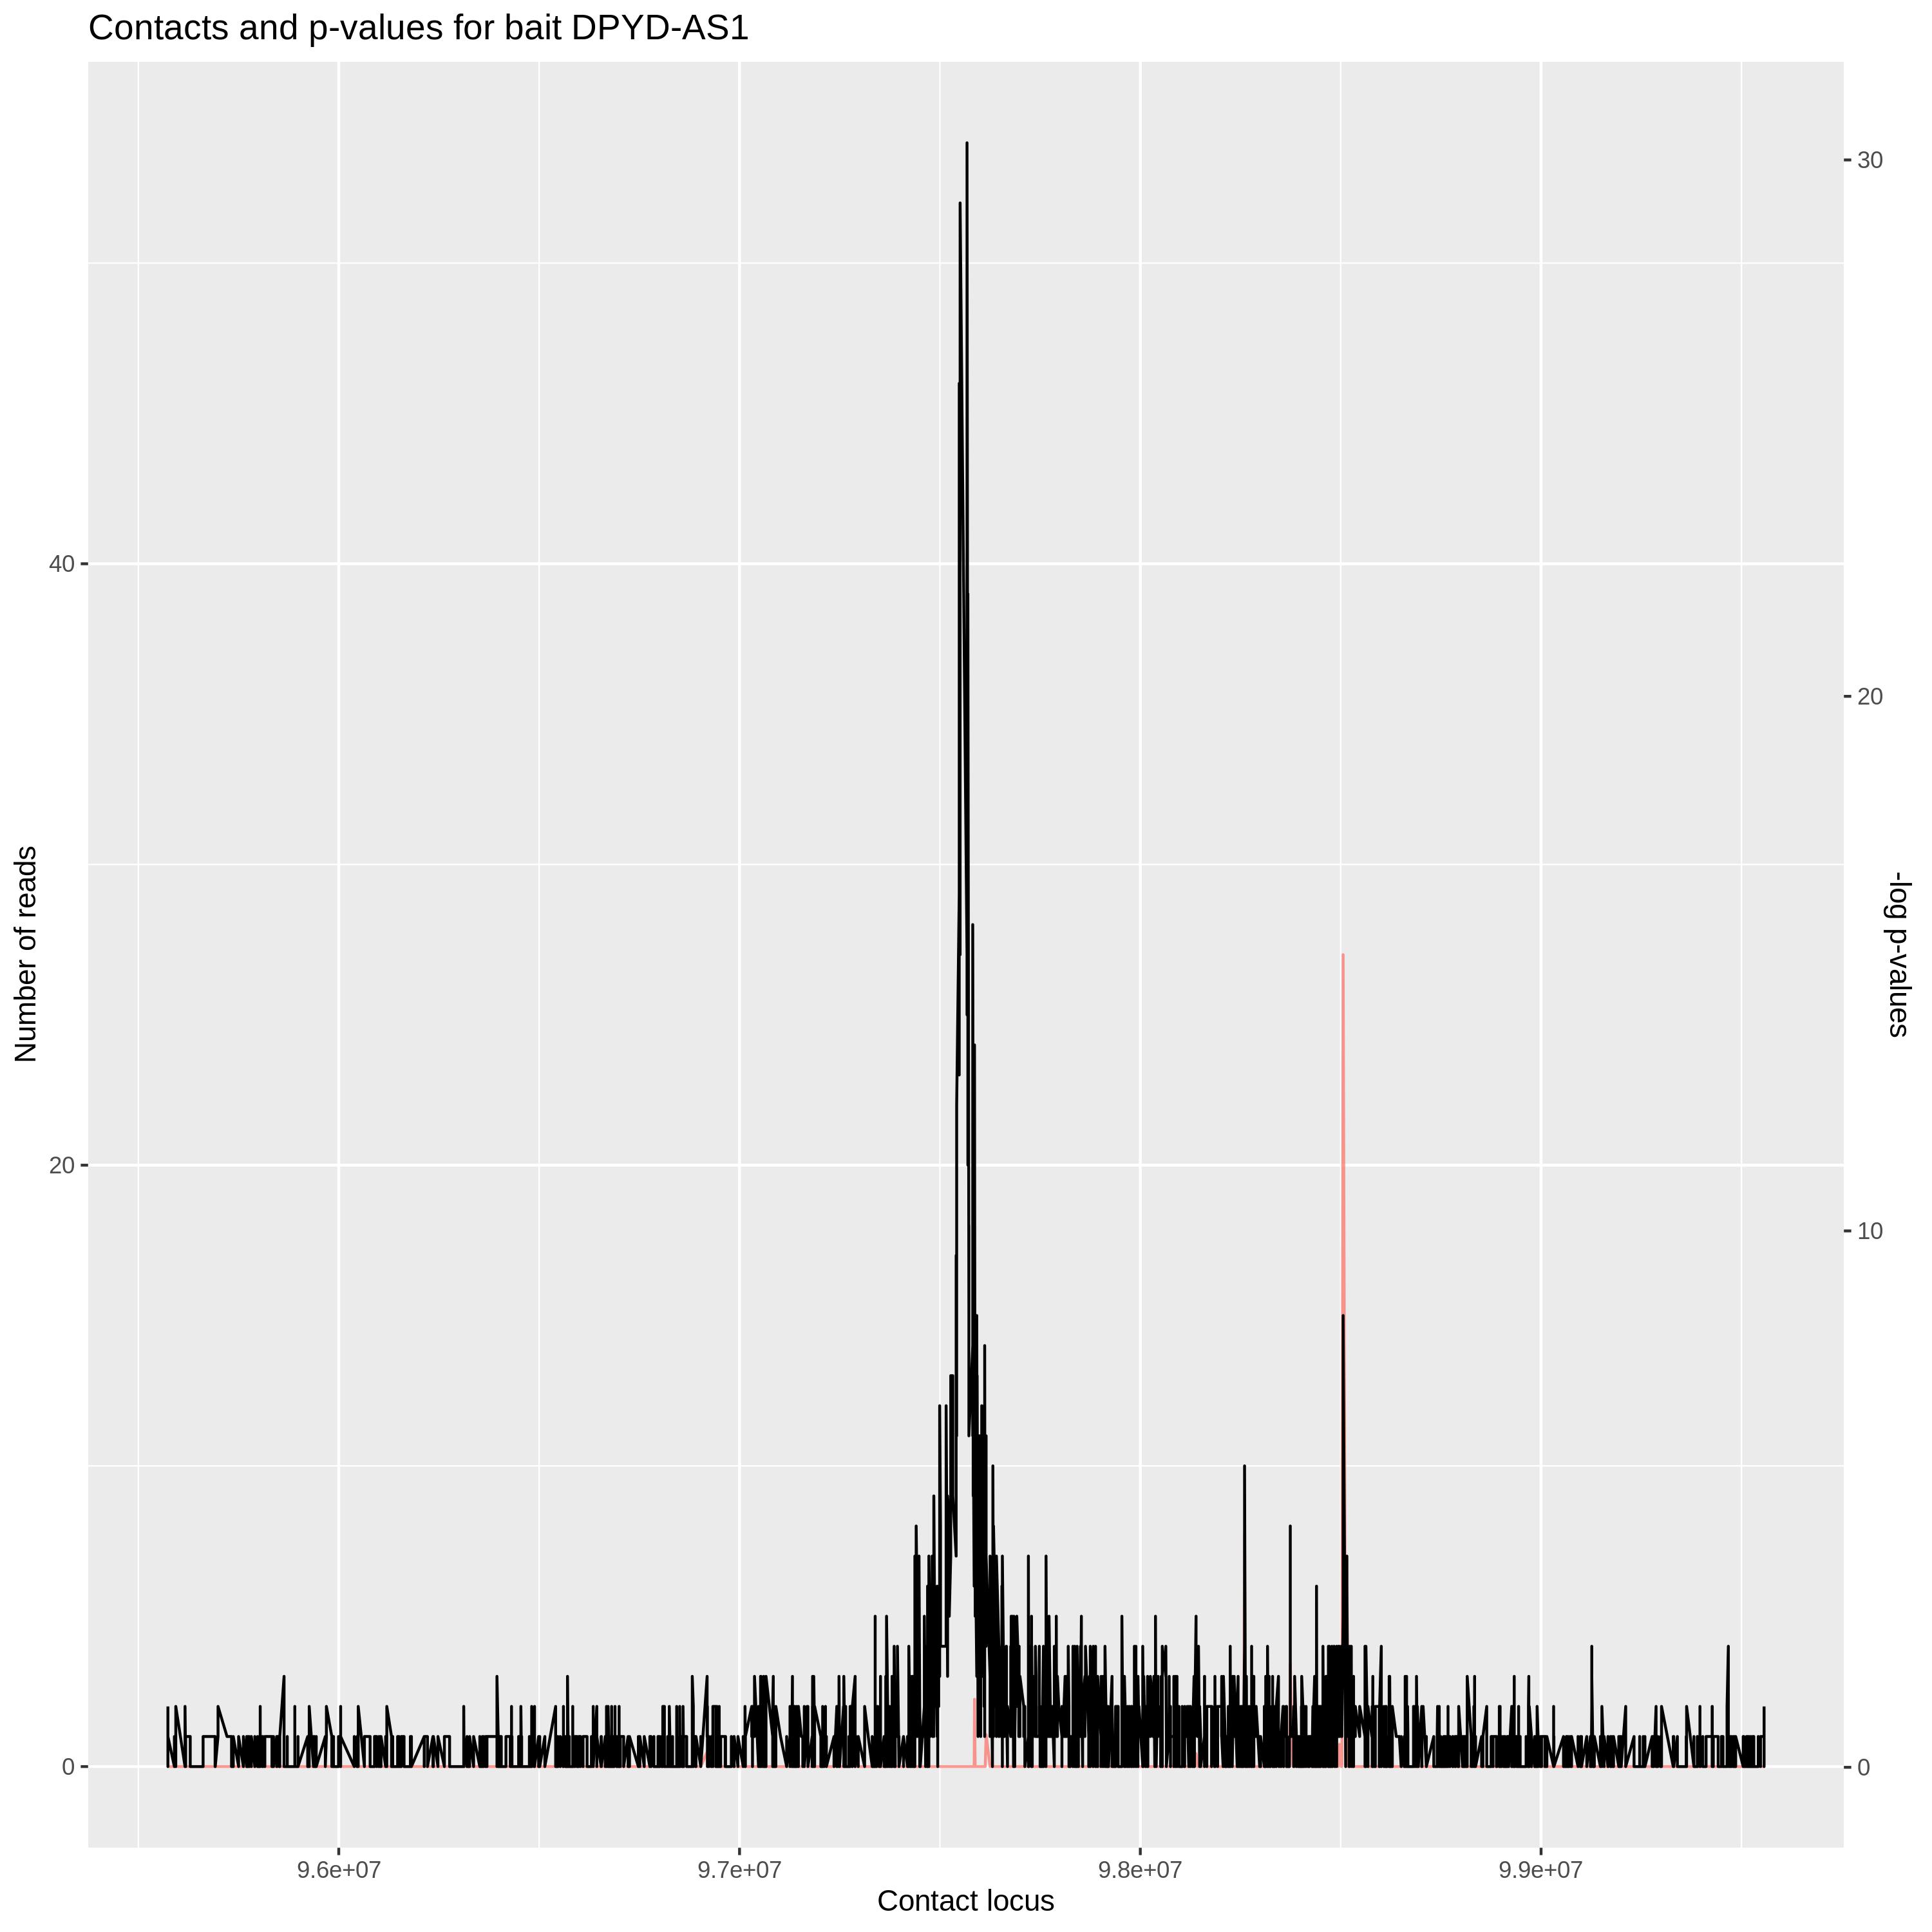 Contacts and p-values for bait DPYD-AS1
Number of reads
40
20
0
30
20
10
0
-log p-values
9.6e+07
9.7e+07
9.8e+07
9.9e+07
Contact locus